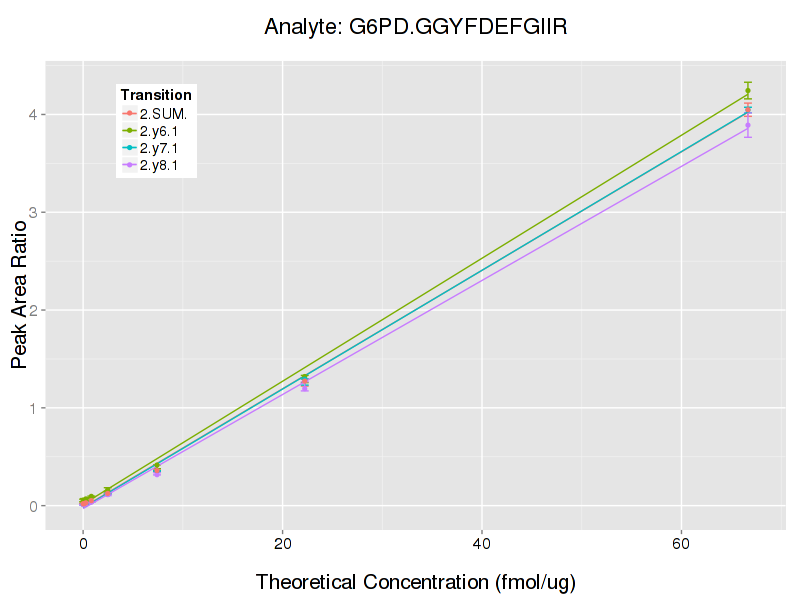 Analyte: G6PD.GGYFDEFGIIR
Transition
2.SUM.
2.y6.1
2.y7.1
2.y8.1
Peak Area Ratio
4
3
2
1
0
0 20 40 60
Theoretical Concentration (fmol/ug)